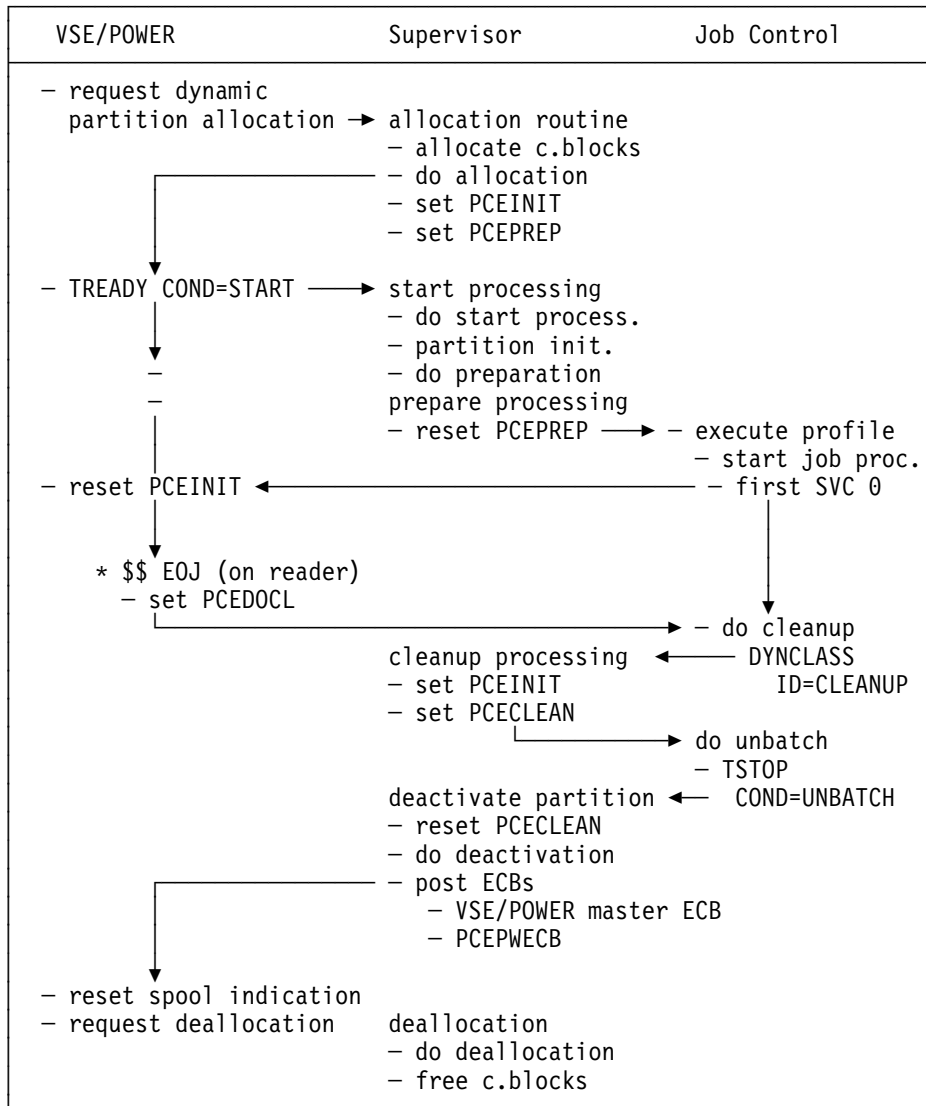 VSE/POWER Supervisor Job Control
— request dynamic
partition allocation → allocation routine
— allocate c.blocks
— do allocation
— set PCEINIT
— set PCEPREP
— TREADY COND=START → start processing
— do start process.
— partition init.
— — do preparation
— prepare processing
— reset PCEPREP → — execute profile
— start job proc.
— reset PCEINIT ← — first SVC 0
* $$ EOJ (on reader)
— set PCEDOCL
— do cleanup
cleanup processing ← DYNCLASS
— set PCEINIT ID=CLEANUP
— set PCECLEAN
do unbatch
— TSTOP
deactivate partition ← COND=UNBATCH
— reset PCECLEAN
— do deactivation
— post ECBs
— VSE/POWER master ECB
— PCEPWECB
— reset spool indication
— request deallocation deallocation
— do deallocation
— free c.blocks